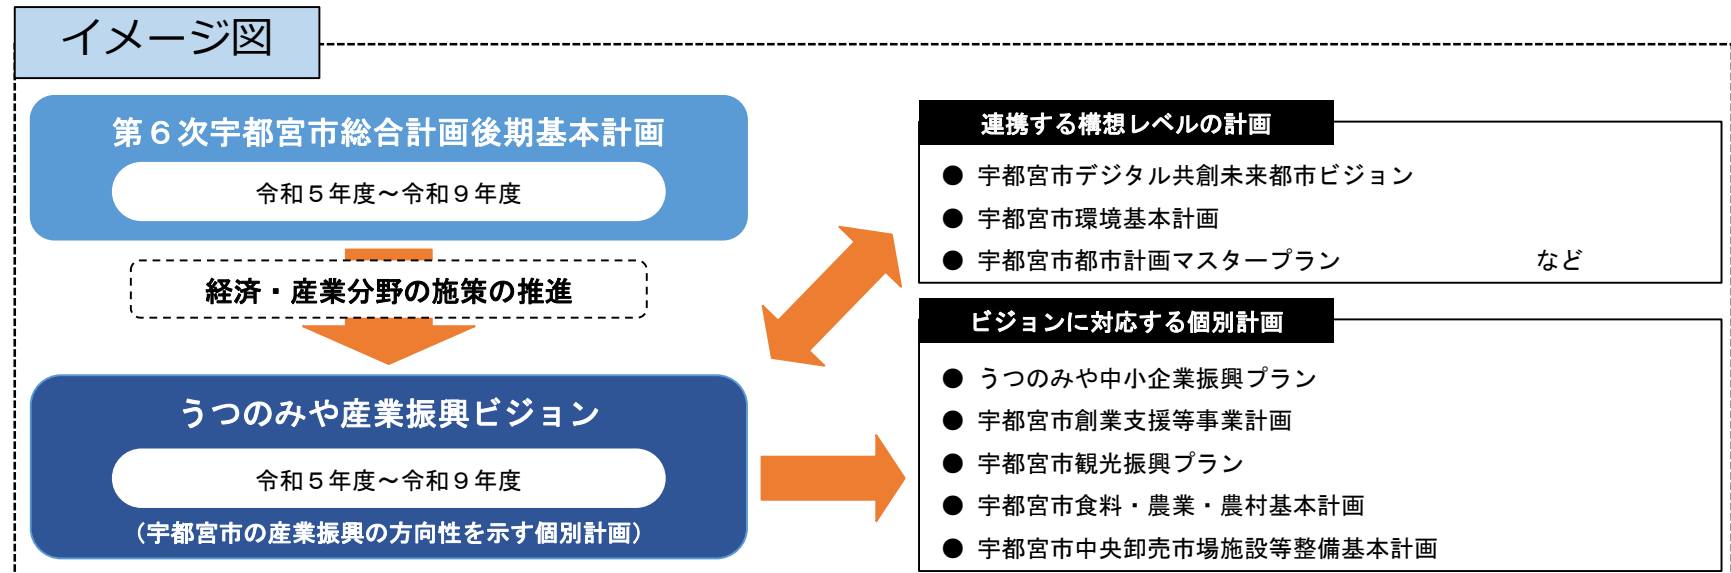 イメージ図
第６次宇都宮市総合計画後期基本計画
令和５年度～令和９年度
経済・産業分野の施策の推進
うつのみや産業振興ビジョン
令和５年度～令和９年度
（宇都宮市の産業振興の方向性を示す個別計画）
連携する構想レベルの計画
● 宇都宮市デジタル共創未来都市ビジョン
● 宇都宮市環境基本計画
● 宇都宮市都市計画マスタープラン　など
ビジョンに対応する個別計画
● うつのみや中小企業振興プラン
● 宇都宮市創業支援等事業計画
● 宇都宮市観光振興プラン
● 宇都宮市食料・農業・農村基本計画
● 宇都宮市中央卸売市場施設等整備基本計画